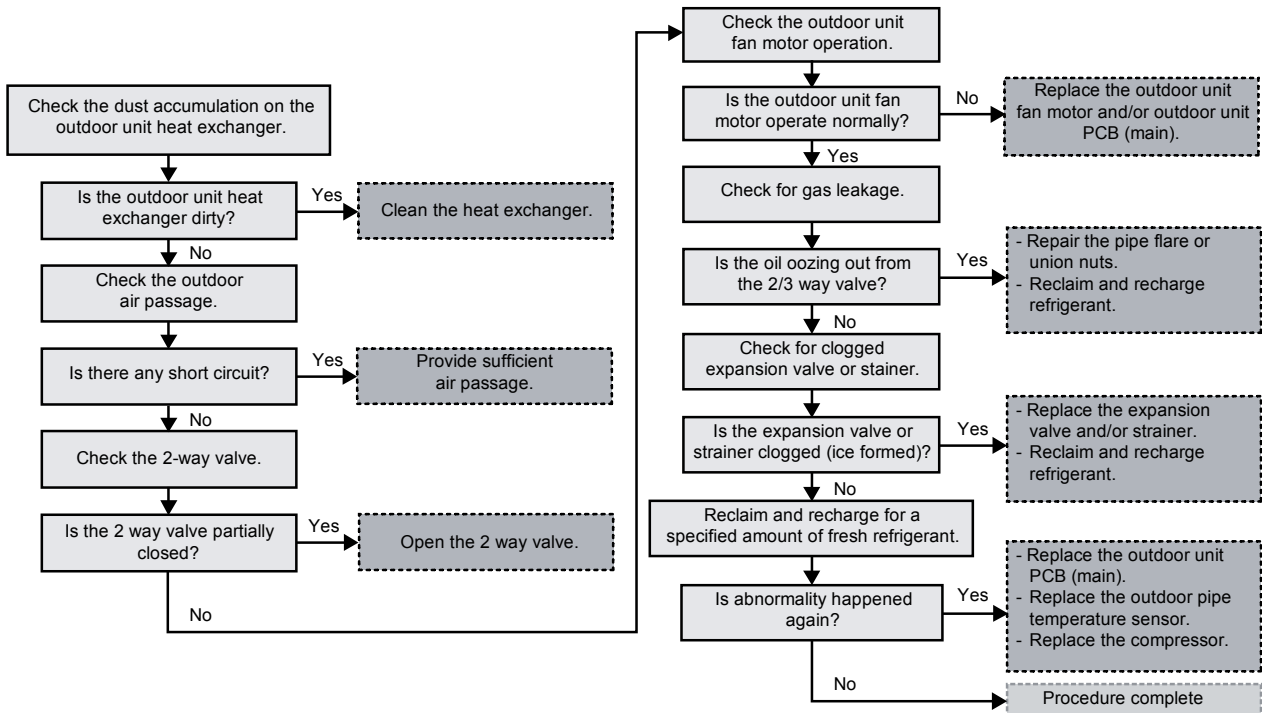 Check the dust accumulation on the
outdoor unit heat exchanger.
Is the outdoor unit heat
exchanger dirty?
Yes
Clean the heat exchanger.
No
Check the outdoor
air passage.
Is there any short circuit?
Yes
Provide sufficient
air passage.
No
Check the 2-way valve.
Is the 2 way valve partially
closed?
Yes
Open the 2 way valve.
No
Check the outdoor unit
fan motor operation.
Is the outdoor unit fan
motor operate normally?
No
Replace the outdoor unit
fan motor and/or outdoor unit
PCB (main).
Yes
Check for gas leakage.
Is the oil oozing out from
the 2/3 way valve?
Yes
- Repair the pipe flare or
union nuts.
- Reclaim and recharge
refrigerant.
No
Check for clogged
expansion valve or stainer.
Is the expansion valve or
strainer clogged (ice formed)?
Yes
- Replace the expansion
valve and/or strainer.
- Reclaim and recharge
refrigerant.
No
Reclaim and recharge for a
specified amount of fresh refrigerant.
Is abnormality happened
again?
Yes
- Replace the outdoor unit
PCB (main).
- Replace the outdoor pipe
temperature sensor.
- Replace the compressor.
No
Procedure complete